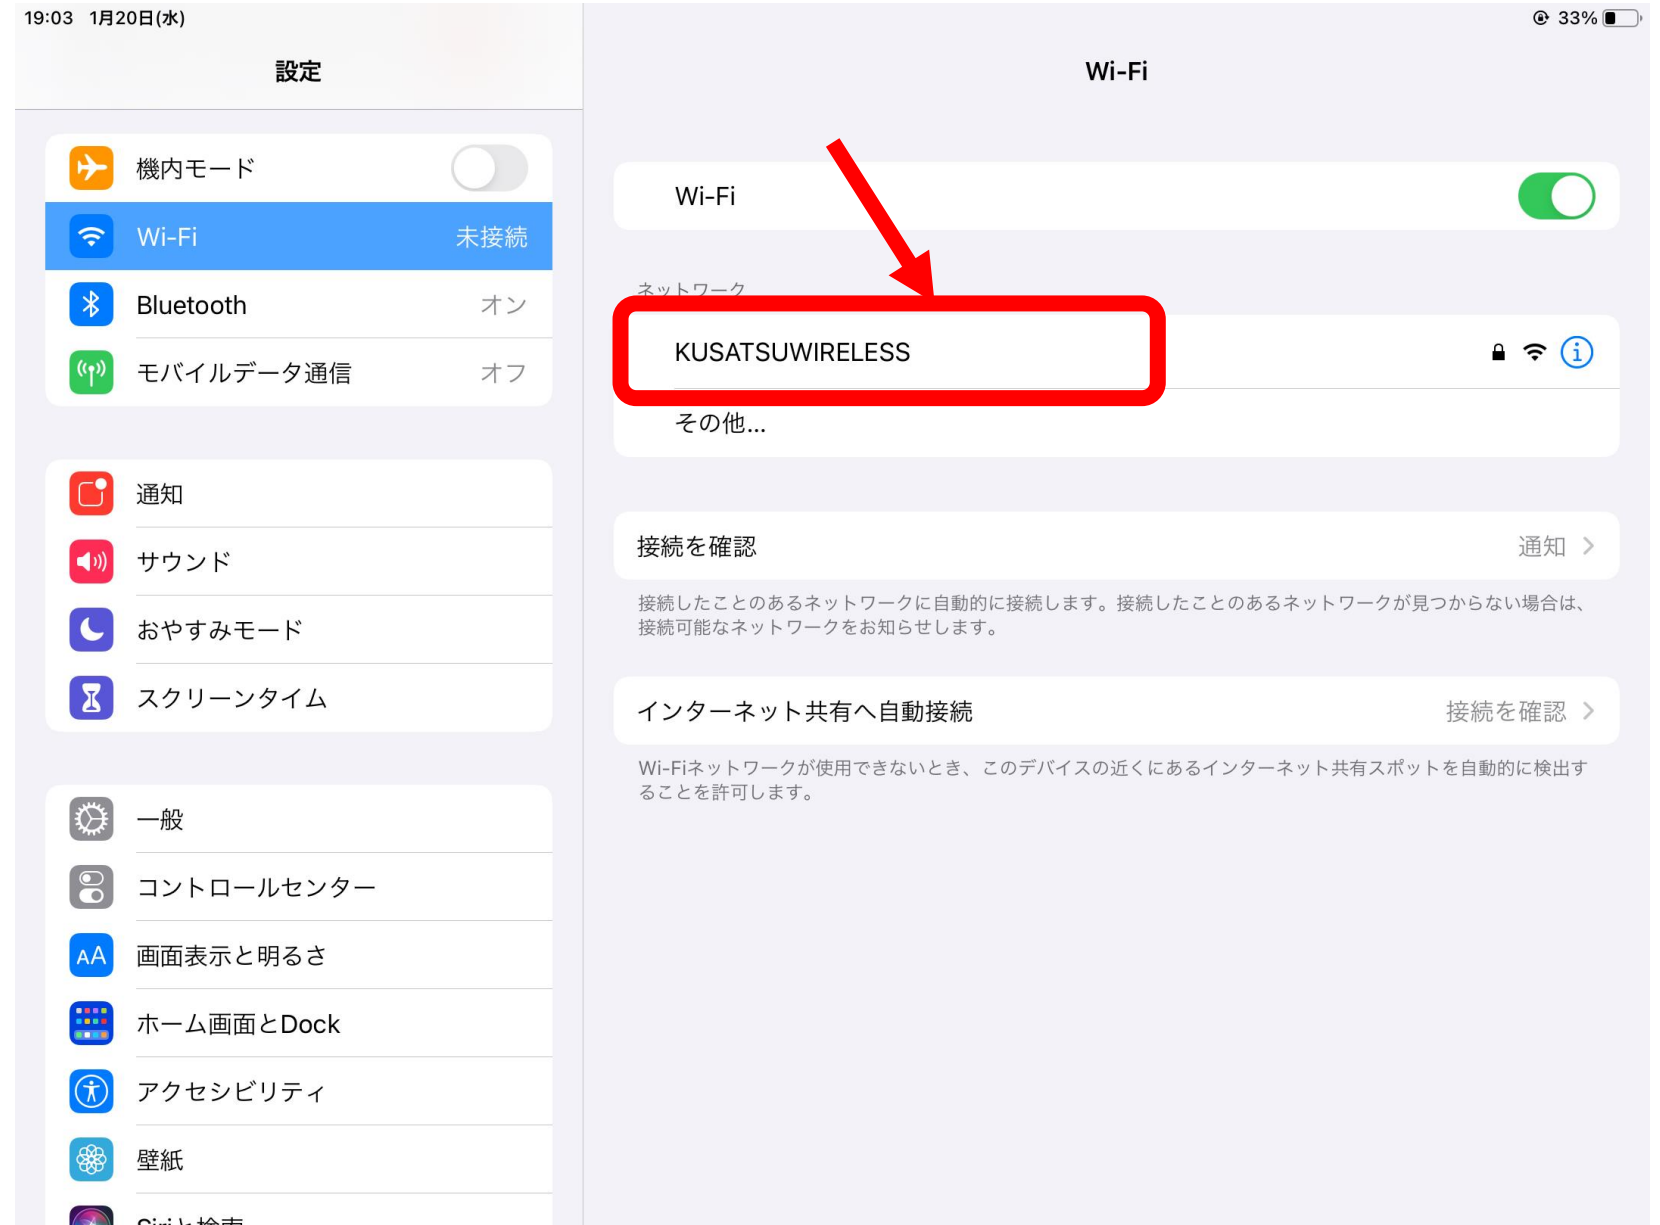 19:03 1月20日(水)
33%
設定
機内モード
Wi-Fi 未接続
Bluetooth オン
モバイルデータ通信 オフ
通知
サウンド
おやすみモード
スクリーンタイム
一般
コントロールセンター
AA 画面表示と明るさ
ホーム画面とDock
アクセシビリティ
壁紙
Siriと検索
Wi-Fi
Wi-Fi
ネットワーク
KUSATSUWIRELESS
その他...
接続を確認 通知
接続したことのあるネットワークに自動的に接続します。接続したことのあるネットワークが見つからない場合は、
接続可能なネットワークをお知らせします。
インターネット共有へ自動接続 接続を確認
Wi-Fiネットワークが使用できないとき、このデバイスの近くにあるインターネット共有スポットを自動的に検出す
ることを許可します。